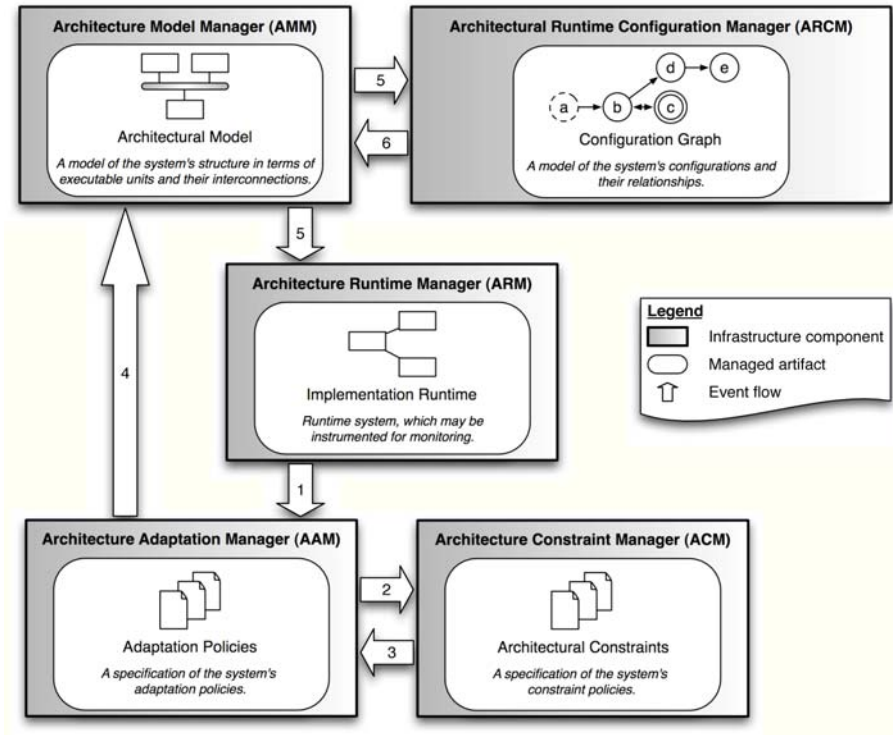 Architecture Model Manager (AMM)
Architectural Model
A model of the system's structure in terms of
executable units and their interconnections.
5
6
Architectural Runtime Configuration Manager (ARCM)
a
b
c
d
e
Configuration Graph
A model of the system's configurations and
their relationships.
5
4
Architecture Runtime Manager (ARM)
Implementation Runtime
Runtime system, which may be
instrumented for monitoring.
Legend
Infrastructure component
Managed artifact
Event flow
1
Architecture Adaptation Manager (AAM)
Adaptation Policies
A specification of the system's
adaptation policies.
2
3
Architecture Constraint Manager (ACM)
Architectural Constraints
A specification of the system's
constraint policies.